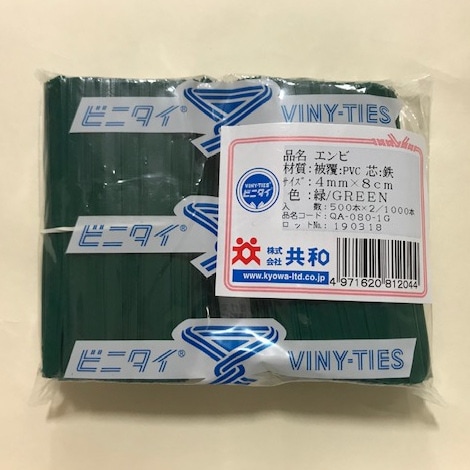 ビニタイ® VINY-TIES
品名 エンビ
材質:被覆:PVC 芯:鉄
サイズ:4mm×8cm
色:緑/GREEN
入 数:500本×2/1000本
品名コード:QA-080-1G
ロットNo.:190318
VINY-TIES
ビニタイ
株式会社 共和
www.kyowa-ltd.co.jp
4 971620 812044
ビニタイ®
ビニタイ® VINY-TIES